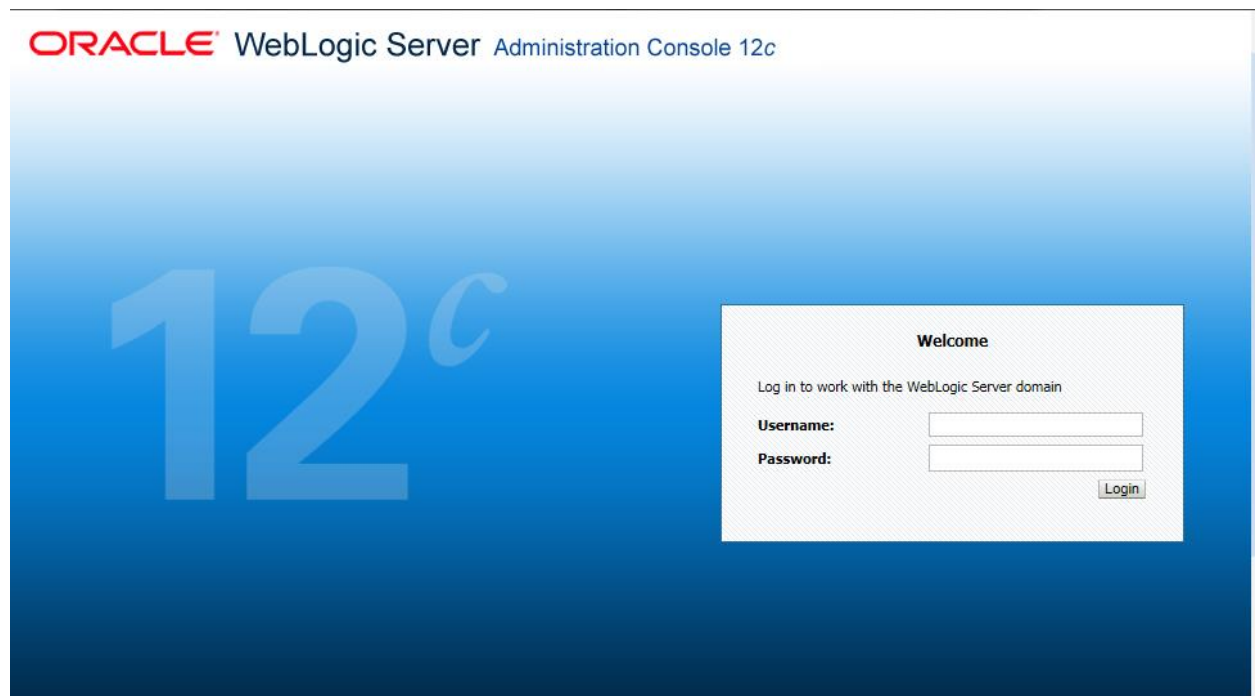 ORACLE® WebLogic Server Administration Console 12c
12c
Welcome
Log in to work with the WebLogic Server domain
Username:
Password:
Login